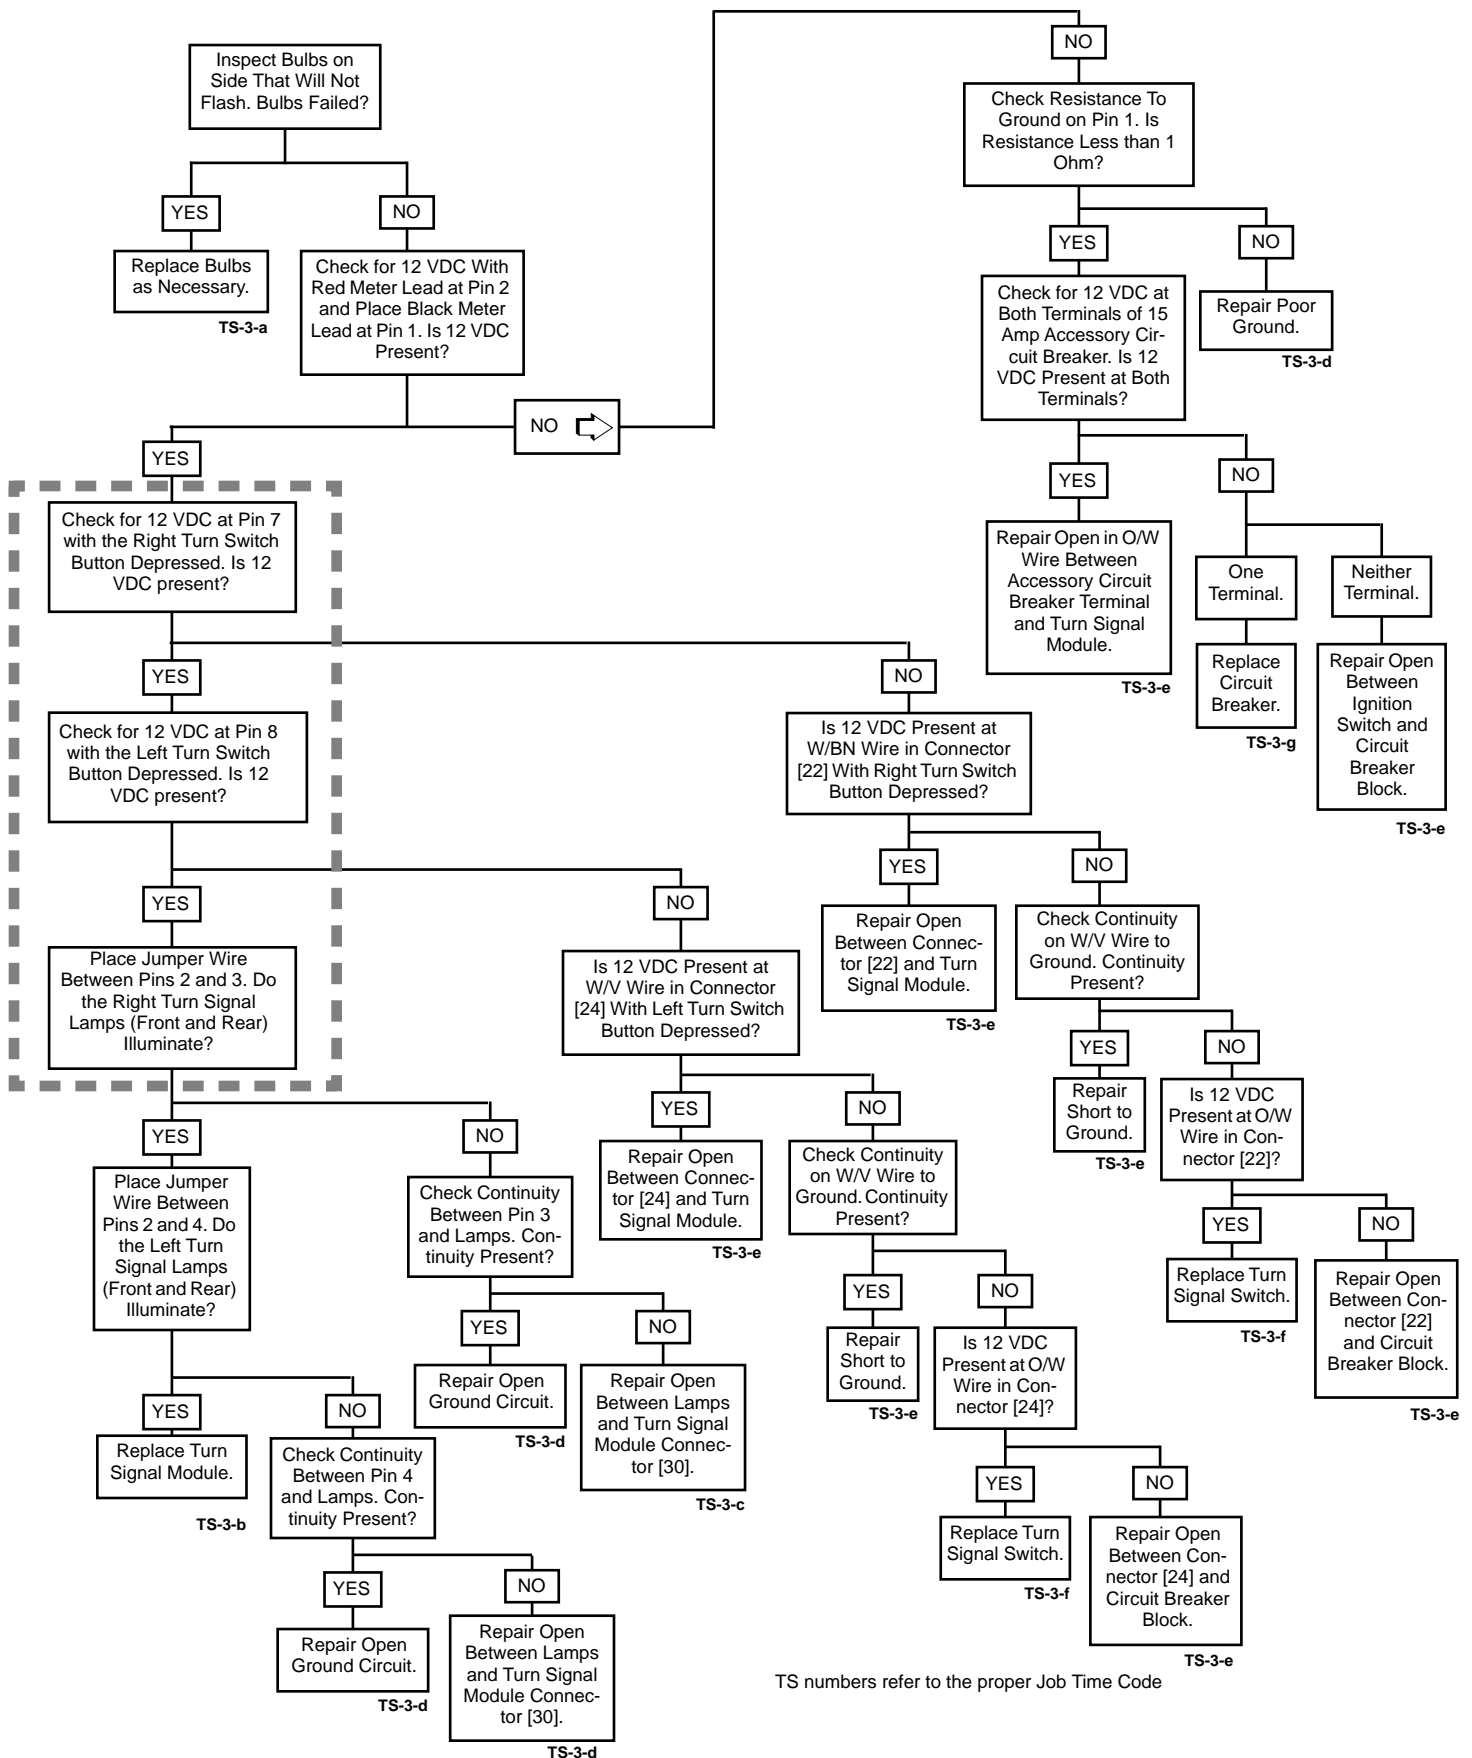 Inspect Bulbs on
Side That Will Not
Flash. Bulbs Failed?
YES
NO
Replace Bulbs
as Necessary.
TS-3-a
Check for 12 VDC With
Red Meter Lead at Pin 2
and Place Black Meter
Lead at Pin 1. Is 12 VDC
Present?
NO
YES
NO
Check Resistance To
Ground on Pin 1. Is
Resistance Less than 1
Ohm?
YES
NO
Repair Poor
Ground.
TS-3-d
Check for 12 VDC at
Both Terminals of 15
Amp Accessory Cir-
cuit Breaker. Is 12
VDC Present at Both
Terminals?
YES
NO
Repair Open in O/W
Wire Between
Accessory Circuit
Breaker Terminal
and Turn Signal
Module.
TS-3-e
One
Terminal.
Neither
Terminal.
Replace
Circuit
Breaker.
TS-3-g
Repair Open
Between
Ignition
Switch and
Circuit
Breaker
Block.
TS-3-e
Check for 12 VDC at Pin 7
with the Right Turn Switch
Button Depressed. Is 12
VDC present?
YES
NO
Check for 12 VDC at Pin 8
with the Left Turn Switch
Button Depressed. Is 12
VDC present?
Is 12 VDC Present at
W/BN Wire in Connector
[22] With Right Turn Switch
Button Depressed?
YES
NO
Repair Open
Between Connec-
tor [22] and Turn
Signal Module.
TS-3-e
Check Continuity
on W/V Wire to
Ground. Continuity
Present?
YES
NO
Repair
Short to
Ground.
TS-3-e
Is 12 VDC
Present at O/W
Wire in Con-
nector [22]?
YES
NO
Replace Turn
Signal Switch.
TS-3-f
Repair Open
Between Con-
nector [22]
and Circuit
Breaker Block.
TS-3-e
YES
NO
Place Jumper Wire
Between Pins 2 and 3. Do
the Right Turn Signal
Lamps (Front and Rear)
Illuminate?
Is 12 VDC Present at
W/V Wire in Connector
[24] With Left Turn Switch
Button Depressed?
YES
NO
Repair Open
Between Connec-
tor [24] and Turn
Signal Module.
TS-3-e
Check Continuity
on W/V Wire to
Ground. Continuity
Present?
YES
NO
Repair
Short to
Ground.
TS-3-e
Is 12 VDC
Present at O/W
Wire in Con-
nector [24]?
YES
NO
Replace Turn
Signal Switch.
TS-3-f
Repair Open
Between Con-
nector [24] and
Circuit Breaker
Block.
TS-3-e
YES
NO
Place Jumper
Wire Between
Pins 2 and 4. Do
the Left Turn
Signal Lamps
(Front and Rear)
Illuminate?
Check Continuity
Between Pin 3
and Lamps. Con-
tinuity Present?
YES
NO
Repair Open
Ground Circuit.
TS-3-d
Repair Open
Between Lamps
and Turn Signal
Module Connec-
tor [30].
TS-3-c
YES
NO
Replace Turn
Signal Module.
TS-3-b
Check Continuity
Between Pin 4
and Lamps. Con-
tinuity Present?
YES
NO
Repair Open
Ground Circuit.
TS-3-d
Repair Open
Between Lamps
and Turn Signal
Module Connec-
tor [30].
TS-3-d
TS numbers refer to the proper Job Time Code